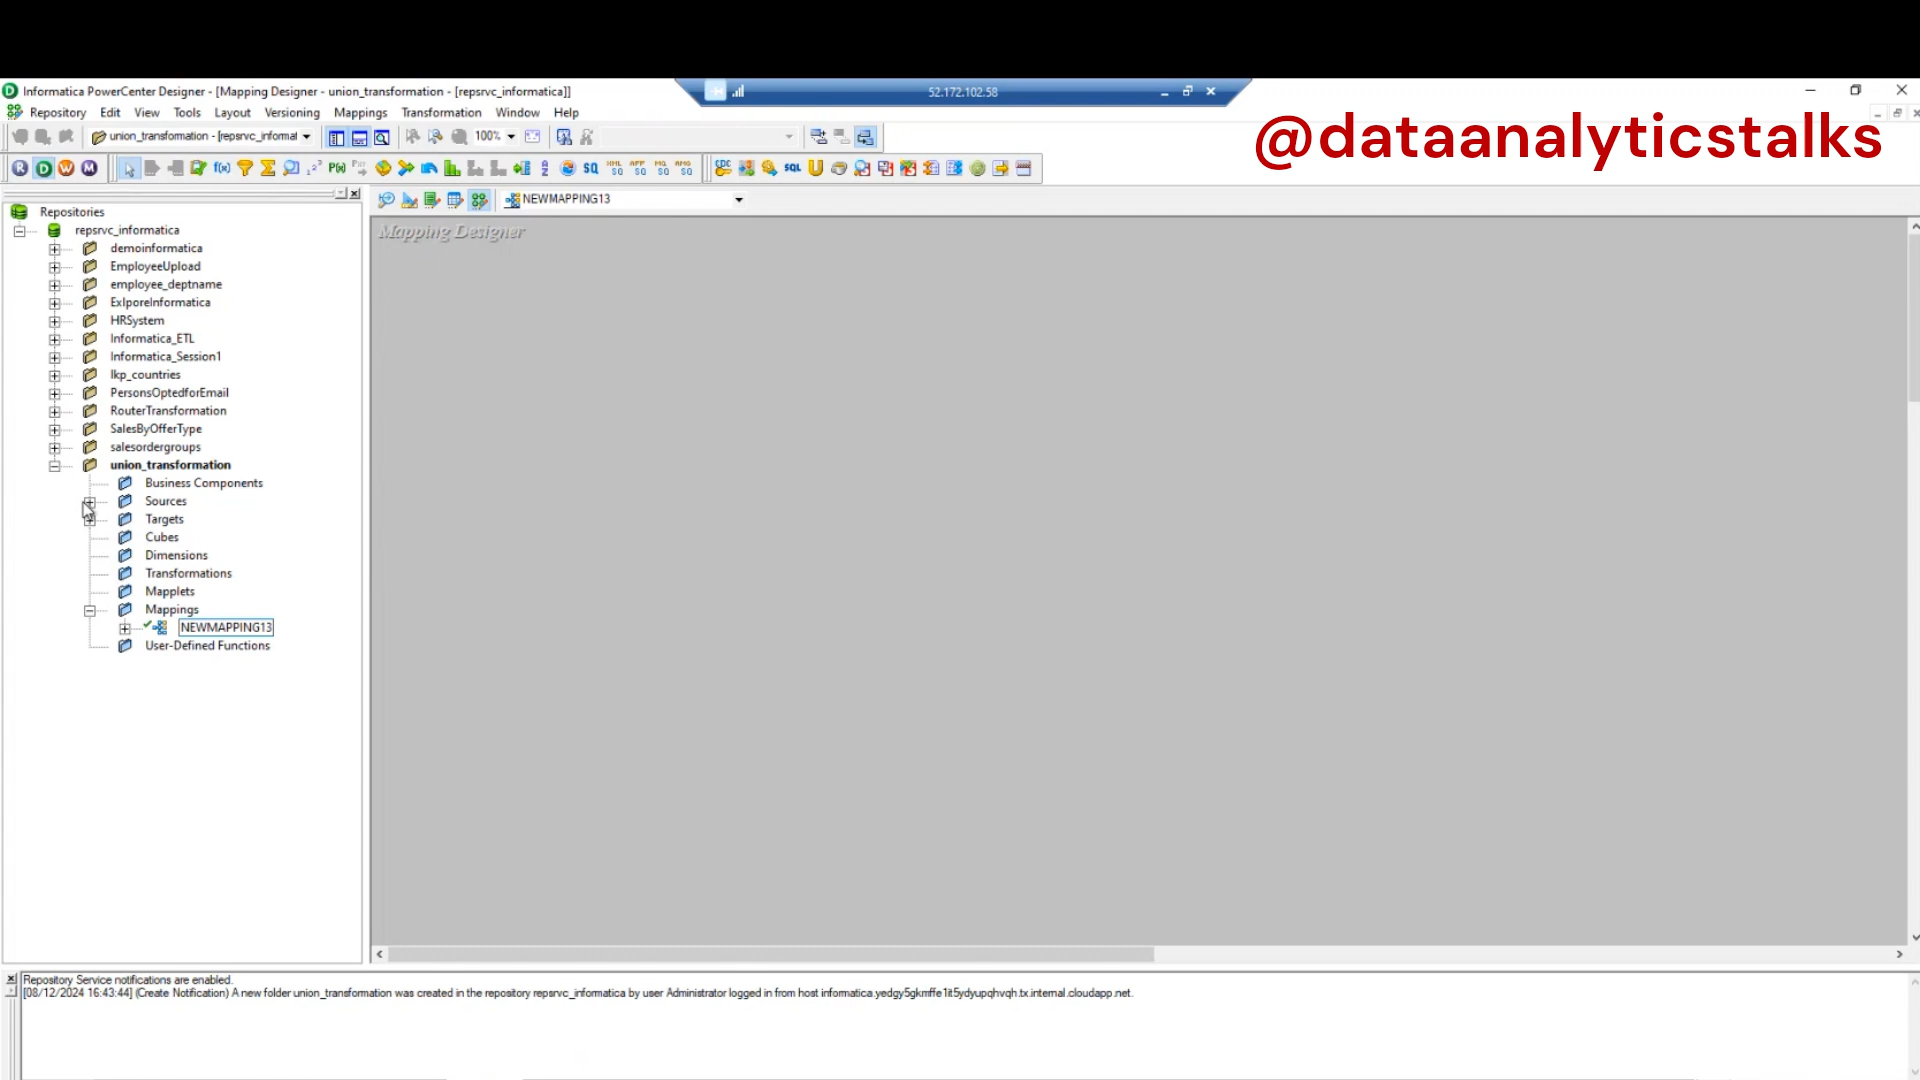 Informatica PowerCenter Designer - [Mapping Designer - union_transformation - [repsrvc_informatica]]
52.172.102.58
Repository Edit View Tools Layout Versioning Mappings Transformation Window Help
@dataanalyticstalks
union_transformation - [repsrvc_informat
100%
NEWMAPPING13
Mapping Designer
Repositories
repsrvc_informatica
demoinformatica
EmployeeUpload
employee_deptname
ExlporeInformatica
HRSystem
Informatica_ETL
Informatica_Session1
lkp_countries
PersonsOptedforEmail
RouterTransformation
SalesByOfferType
salesordergroups
union_transformation
Business Components
Sources
Targets
Cubes
Dimensions
Transformations
Mapplets
Mappings
NEWMAPPING13
User-Defined Functions
Repository Service notifications are enabled.
[08/12/2024 16:43:44] (Create Notification) A new folder union_transformation was created in the repository repsrvc_informatica by user Administrator logged in from host informatica.yedgy5gkmffe1it5ydyupqhvqh.tx.internal.cloudapp.net.